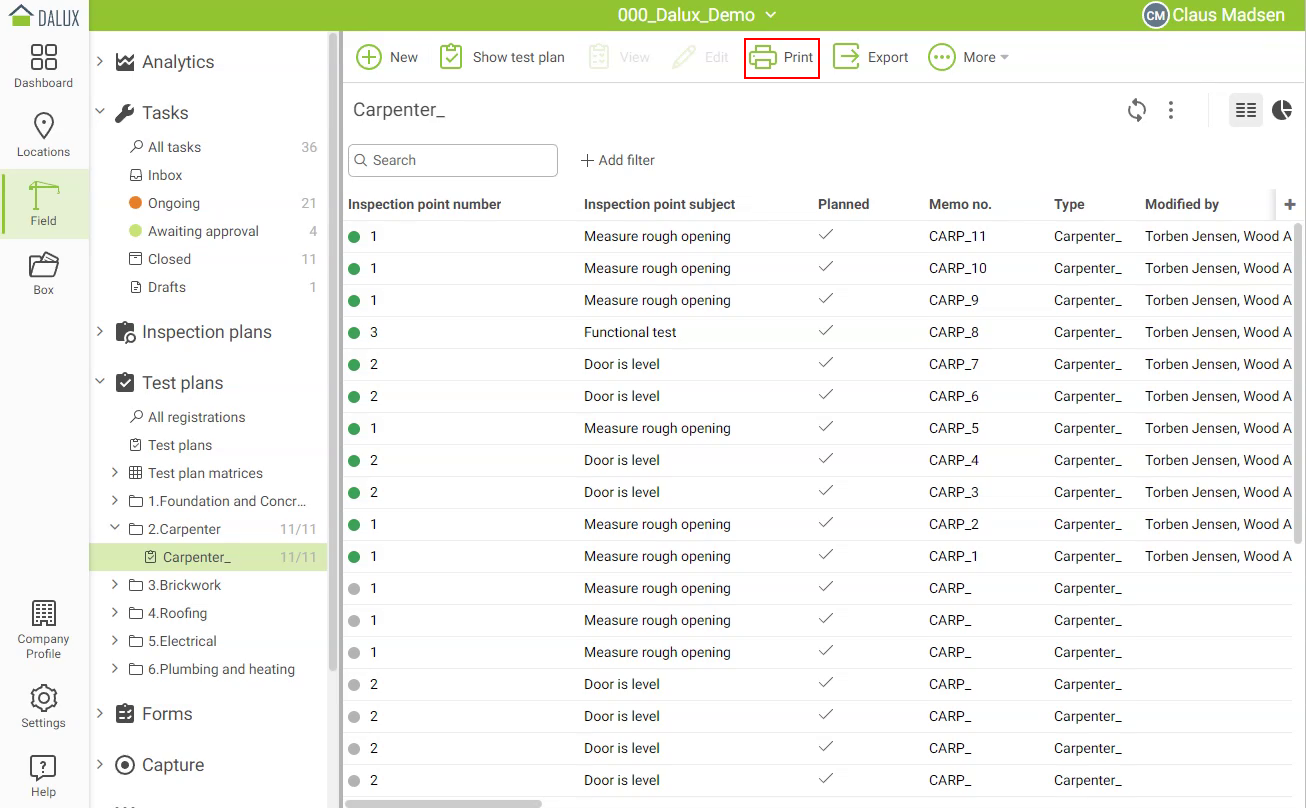 DALUX
000_Dalux_Demo
CM Claus Madsen
Dashboard
Locations
Field
Box
Company
Profile
Settings
Help
Analytics
Tasks
All tasks 36
Inbox
Ongoing 21
Awaiting approval 4
Closed 11
Drafts 1
Inspection plans
Test plans
All registrations
Test plans
Test plan matrices
1.Foundation and Concr...
2.Carpenter 11/11
Carpenter_ 11/11
3.Brickwork
4.Roofing
5.Electrical
6.Plumbing and heating
Forms
Capture
New Show test plan View Edit Print Export More
Carpenter_
Search Add filter
Inspection point number Inspection point subject Planned Memo no. Type Modified by
1 Measure rough opening CARP_11 Carpenter_ Torben Jensen, Wood A
1 Measure rough opening CARP_10 Carpenter_ Torben Jensen, Wood A
1 Measure rough opening CARP_9 Carpenter_ Torben Jensen, Wood A
3 Functional test CARP_8 Carpenter_ Torben Jensen, Wood A
2 Door is level CARP_7 Carpenter_ Torben Jensen, Wood A
2 Door is level CARP_6 Carpenter_ Torben Jensen, Wood A
1 Measure rough opening CARP_5 Carpenter_ Torben Jensen, Wood A
2 Door is level CARP_4 Carpenter_ Torben Jensen, Wood A
2 Door is level CARP_3 Carpenter_ Torben Jensen, Wood A
1 Measure rough opening CARP_2 Carpenter_ Torben Jensen, Wood A
1 Measure rough opening CARP_1 Carpenter_ Torben Jensen, Wood A
1 Measure rough opening CARP_ Carpenter_
1 Measure rough opening CARP_ Carpenter_
1 Measure rough opening CARP_ Carpenter_
2 Door is level CARP_ Carpenter_
2 Door is level CARP_ Carpenter_
2 Door is level CARP_ Carpenter_
2 Door is level CARP_ Carpenter_